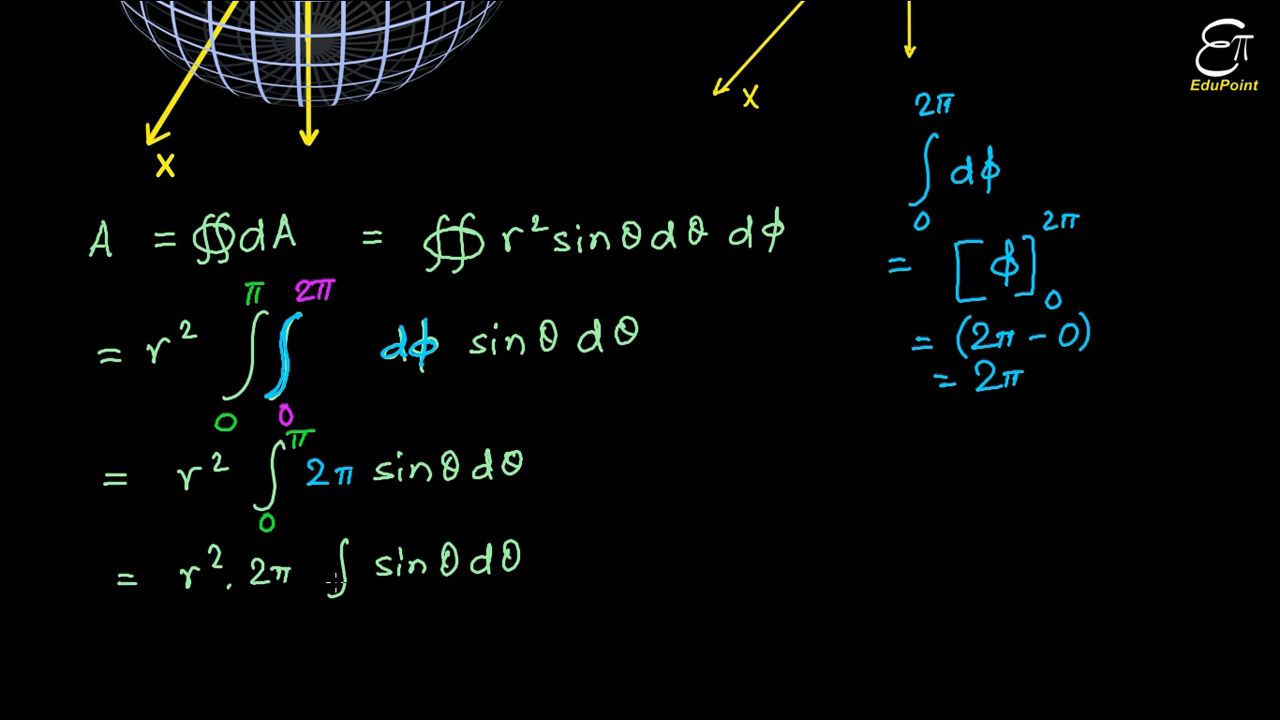 X
X
επ
EduPoint
A = ∯dA = ∯ r² sinθ dθ dϕ
= r² ∫₀^π ∫₀^2π dϕ sinθ dθ
= r² ∫₀^π 2π sinθ dθ
= r². 2π ∫ sinθ dθ
∫₀^2π dϕ
= [ϕ]₀^2π
= (2π - 0)
= 2π